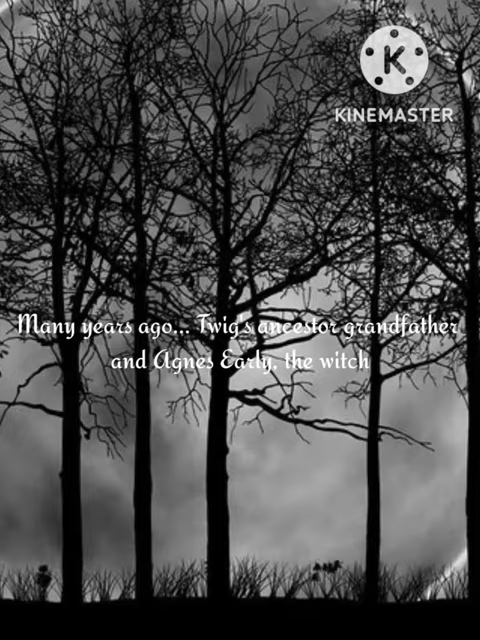 K
KINEMASTER
Many years ago... Twig's ancestor grandfather
and Agnes Early, the witch